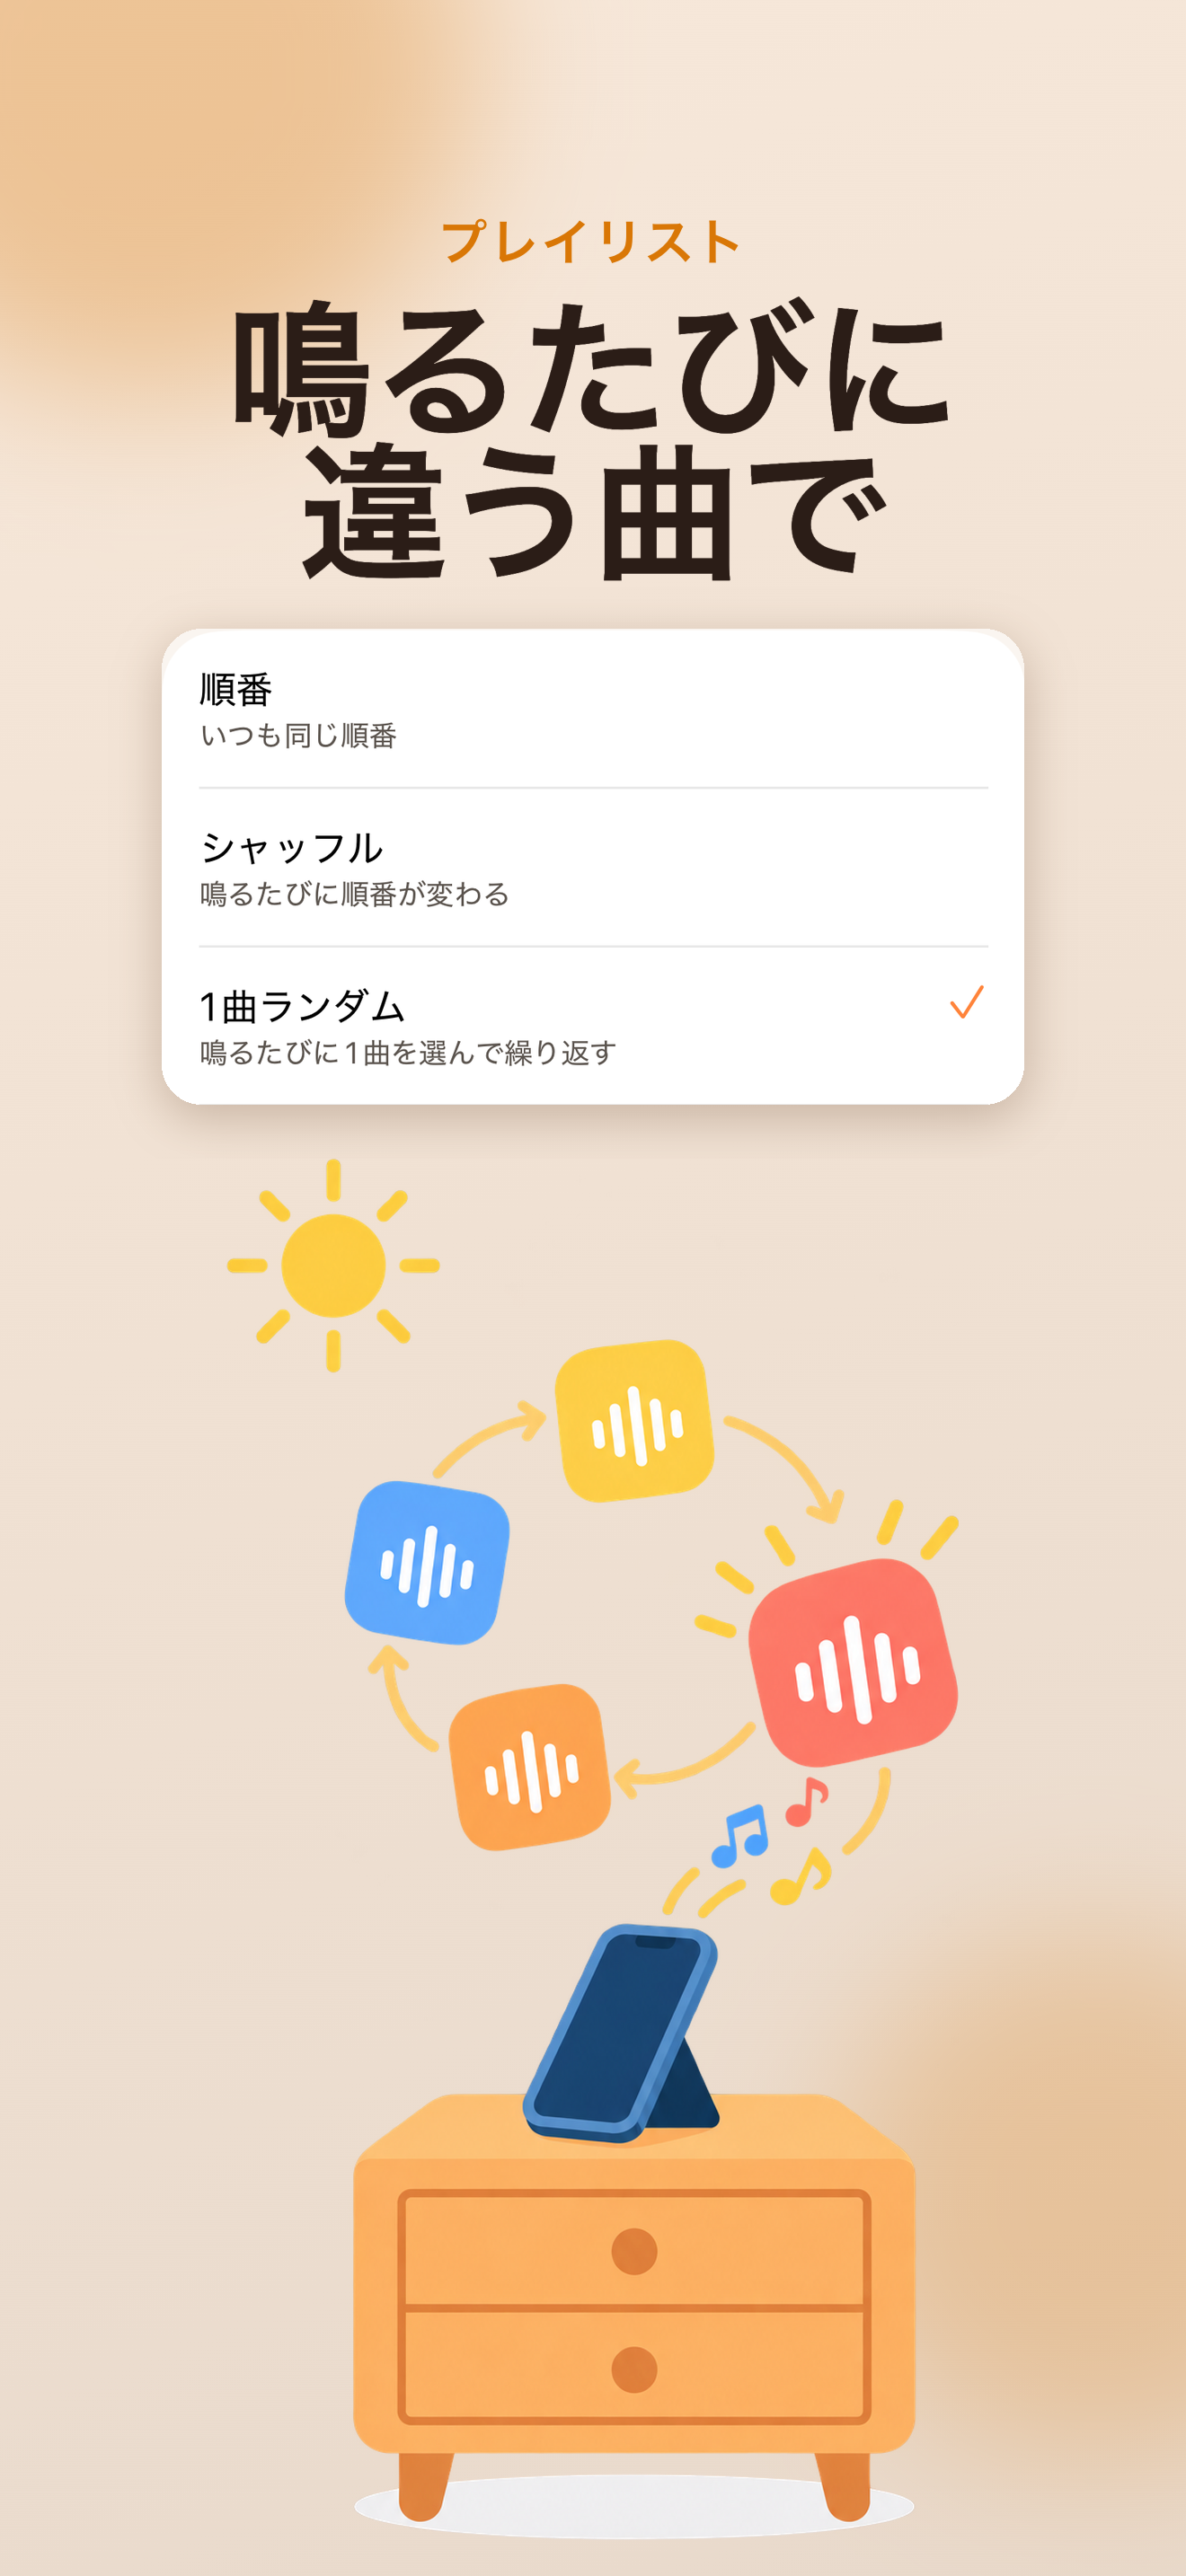 プレイリスト
鳴るたびに
違う曲で
順番
いつも同じ順番
シャッフル
鳴るたびに順番が変わる
1曲ランダム
鳴るたびに1曲を選んで繰り返す